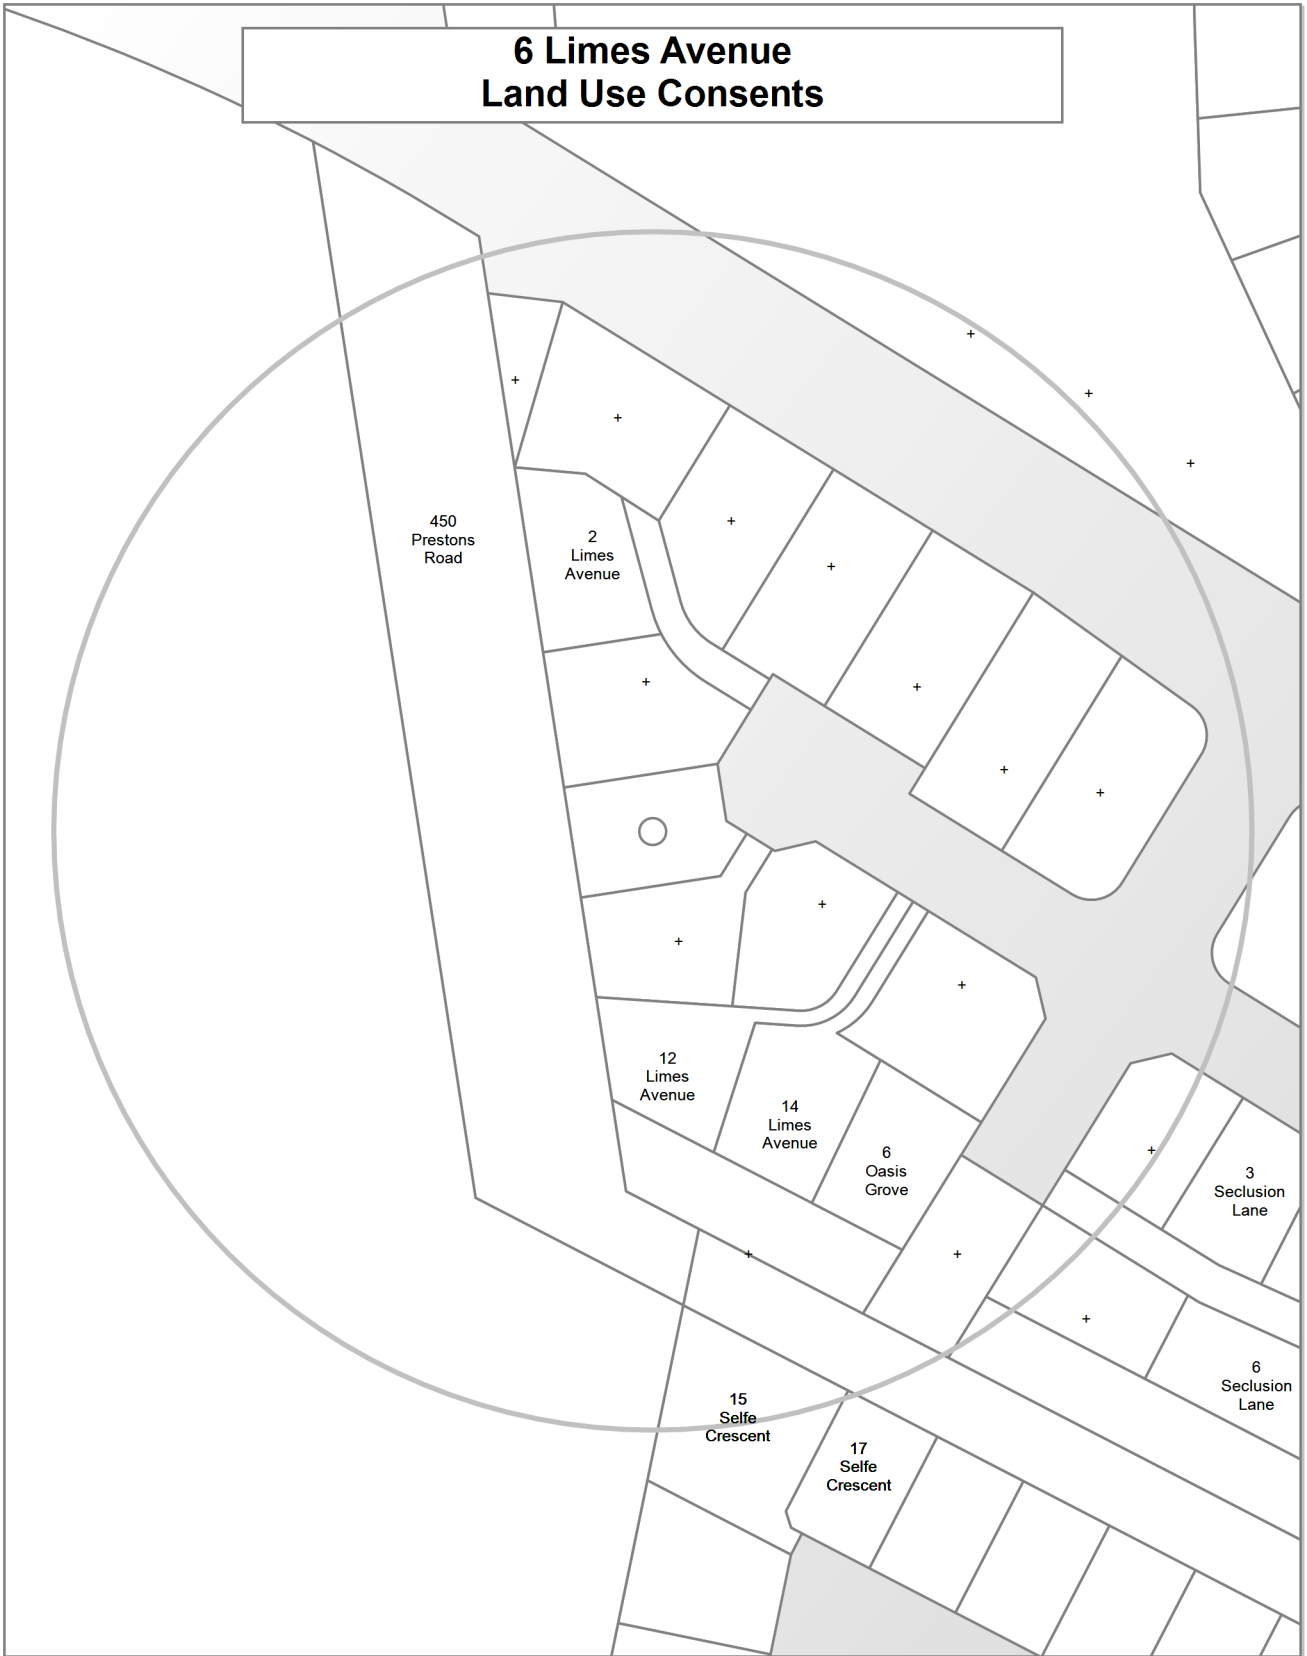 6 Limes Avenue
Land Use Consents
450
Prestons
Road
2
Limes
Avenue
12
Limes
Avenue
14
Limes
Avenue
6
Oasis
Grove
3
Seclusion
Lane
6
Seclusion
Lane
15
Selfe
Crescent
17
Selfe
Crescent